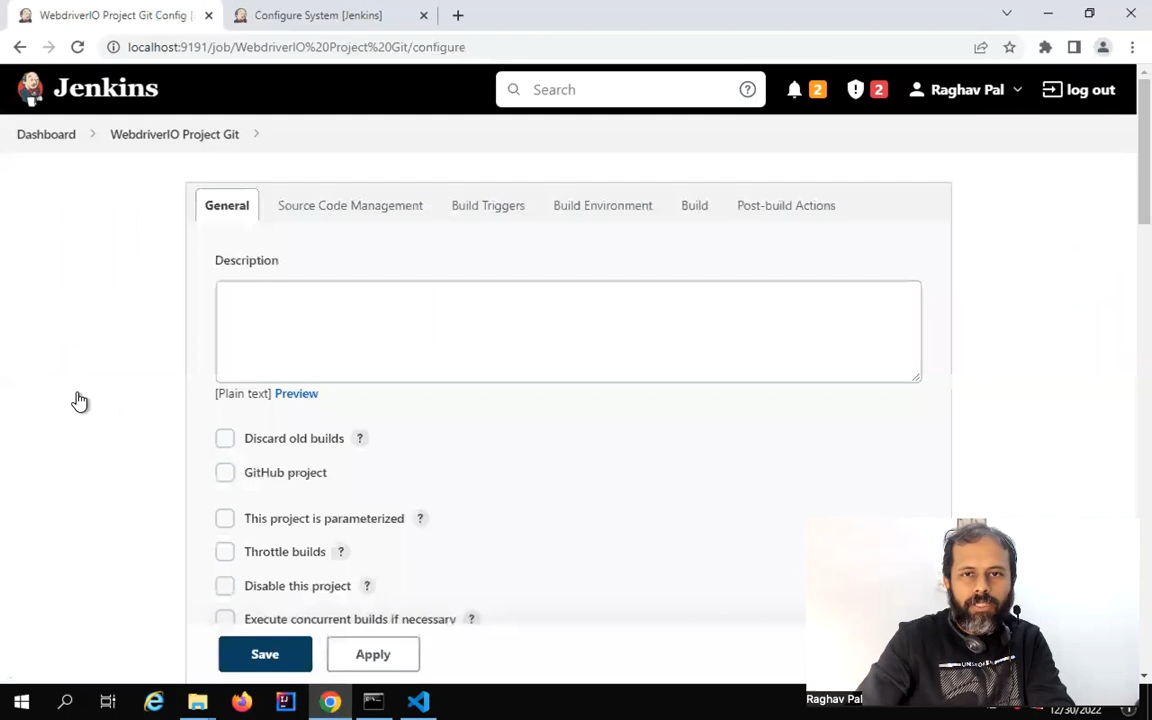 WebdriverIO Project Git Config [
Configure System [Jenkins]
localhost:9191/job/WebdriverIO%20Project%20Git/configure
Jenkins
Search
2
2
Raghav Pal
log out
Dashboard
WebdriverIO Project Git
General
Source Code Management
Build Triggers
Build Environment
Build
Post-build Actions
Description
[Plain text] Preview
Discard old builds ?
GitHub project
This project is parameterized ?
Throttle builds ?
Disable this project ?
Execute concurrent builds if necessary ?
Save
Apply
Raghav Pal
12/30/2022